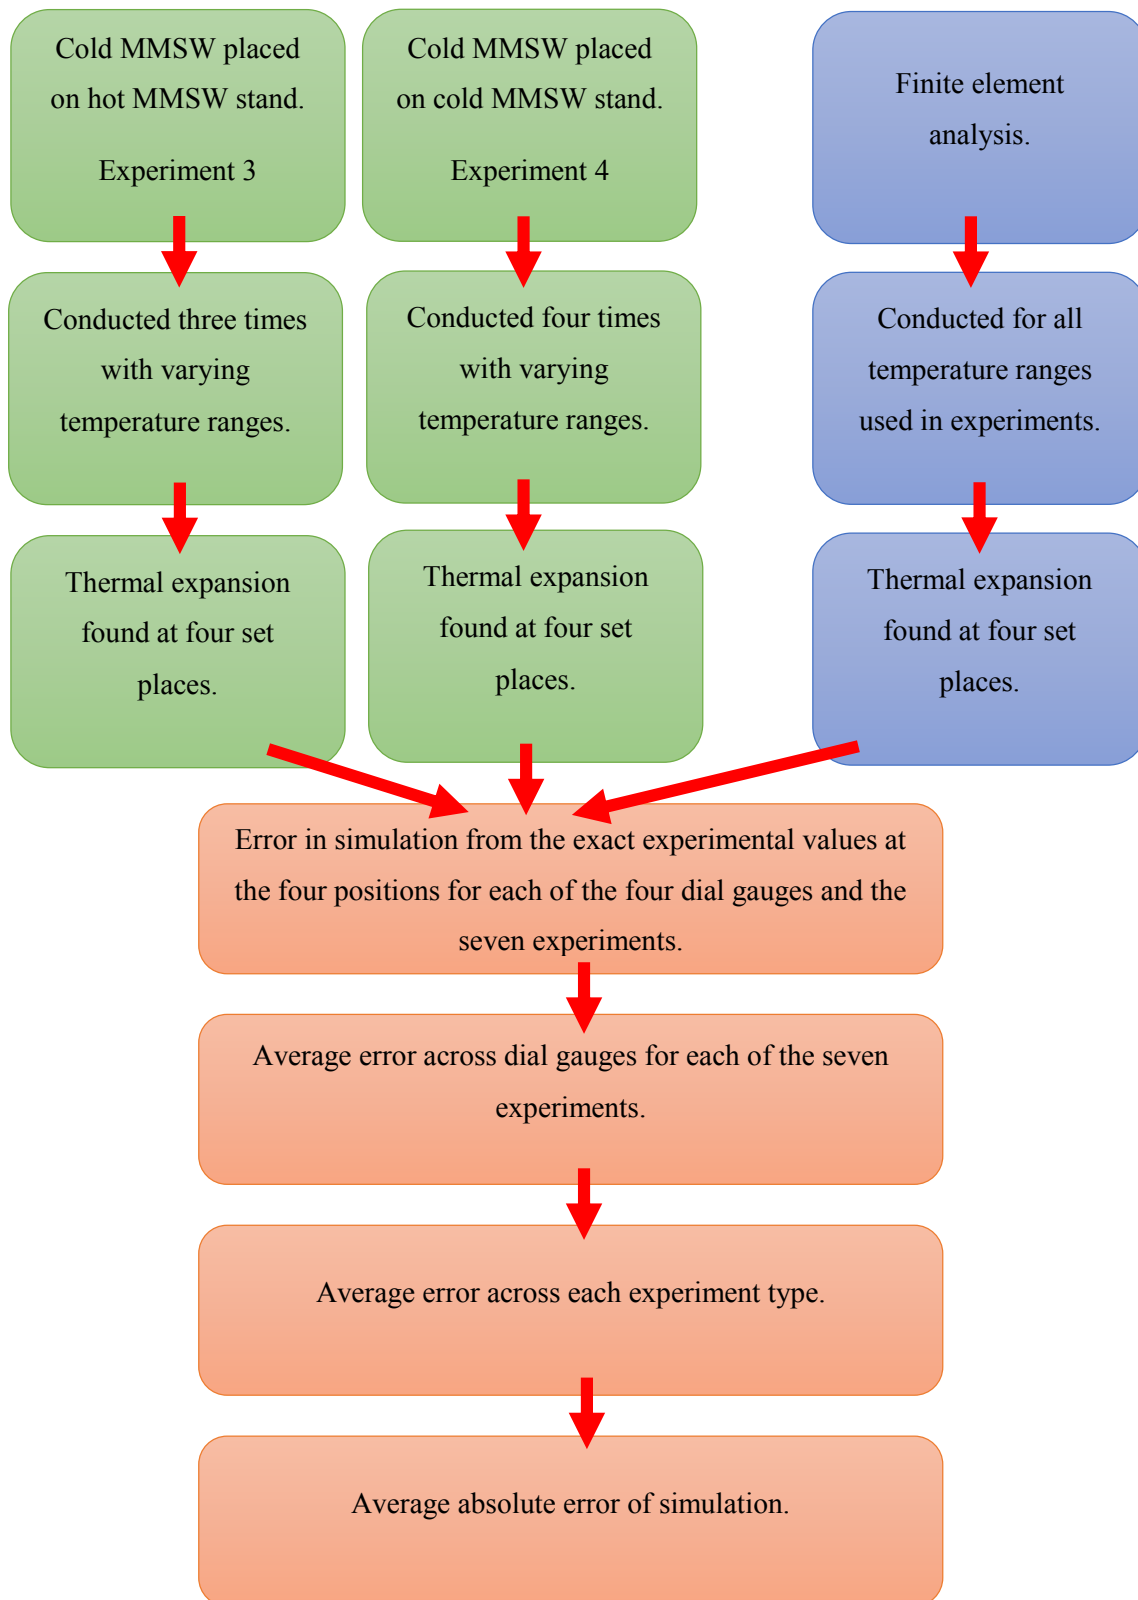 Cold MMSW placed
on hot MMSW stand.
Experiment 3
Cold MMSW placed
on cold MMSW stand.
Experiment 4
Finite element
analysis.
Conducted three times
with varying
temperature ranges.
Conducted four times
with varying
temperature ranges.
Conducted for all
temperature ranges
used in experiments.
Thermal expansion
found at four set
places.
Thermal expansion
found at four set
places.
Thermal expansion
found at four set
places.
Error in simulation from the exact experimental values at
the four positions for each of the four dial gauges and the
seven experiments.
Average error across dial gauges for each of the seven
experiments.
Average error across each experiment type.
Average absolute error of simulation.